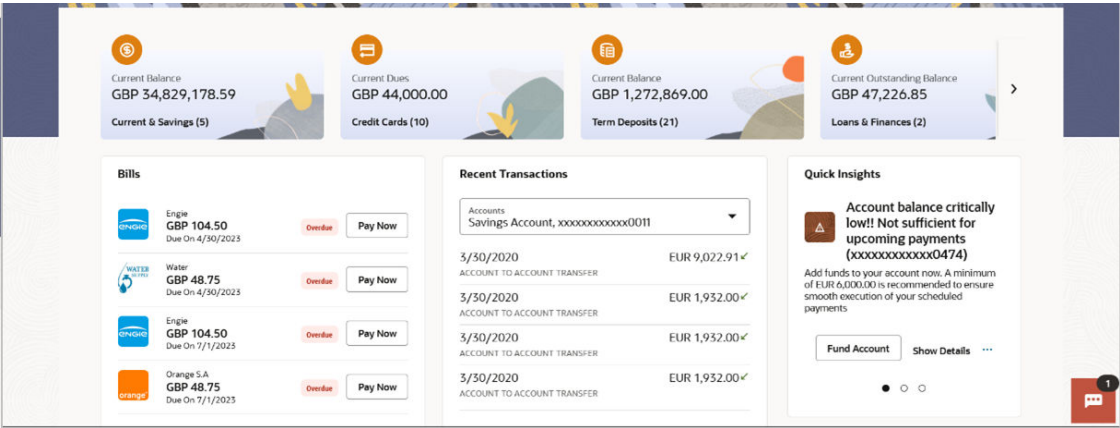 Current Balance
GBP 34,829,178.59
Current & Savings (5)
Current Dues
GBP 44,000.00
Credit Cards (10)
Current Balance
GBP 1,272,869.00
Term Deposits (21)
Current Outstanding Balance
GBP 47,226.85
Loans & Finances (2)
Bills
ENGIE
Engie
GBP 104.50
Due On 4/30/2023
Overdue
Pay Now
WATER
SUPPLY
Water
GBP 48.75
Due On 4/30/2023
Overdue
Pay Now
ENGIE
Engie
GBP 104.50
Due On 7/1/2023
Overdue
Pay Now
orange
Orange S.A
GBP 48.75
Due On 7/1/2023
Overdue
Pay Now
Recent Transactions
Accounts
Savings Account, xxxxxxxxxxxx0011
3/30/2020 EUR 9,022.91
ACCOUNT TO ACCOUNT TRANSFER
3/30/2020 EUR 1,932.00
ACCOUNT TO ACCOUNT TRANSFER
3/30/2020 EUR 1,932.00
ACCOUNT TO ACCOUNT TRANSFER
3/30/2020 EUR 1,932.00
ACCOUNT TO ACCOUNT TRANSFER
Quick Insights
Account balance critically
low!! Not sufficient for
upcoming payments
(xxxxxxxxxxxx0474)
Add funds to your account now. A minimum
of EUR 6,000.00 is recommended to ensure
smooth execution of your scheduled
payments
Fund Account
Show Details
1